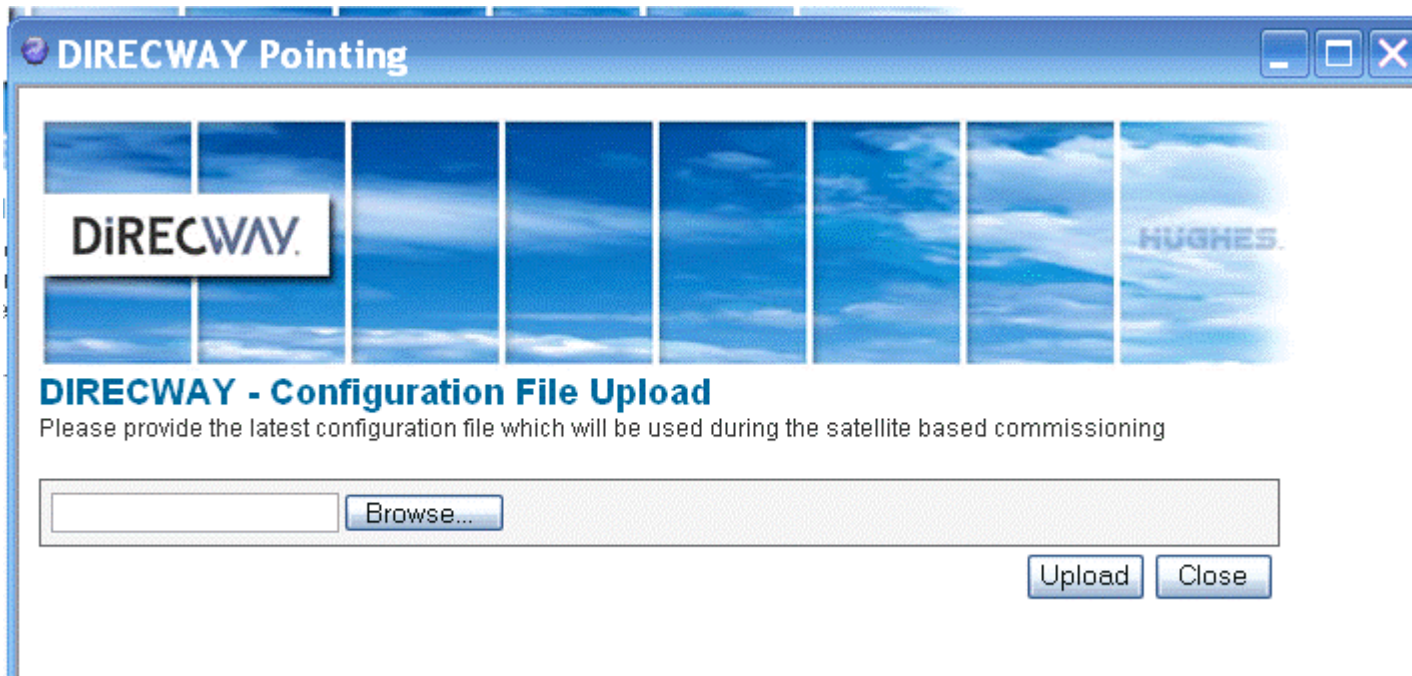 DIRECWAY Pointing
DiRECWAY.
HUGHES.
DIRECWAY - Configuration File Upload
Please provide the latest configuration file which will be used during the satellite based commissioning
Browse...
Upload Close